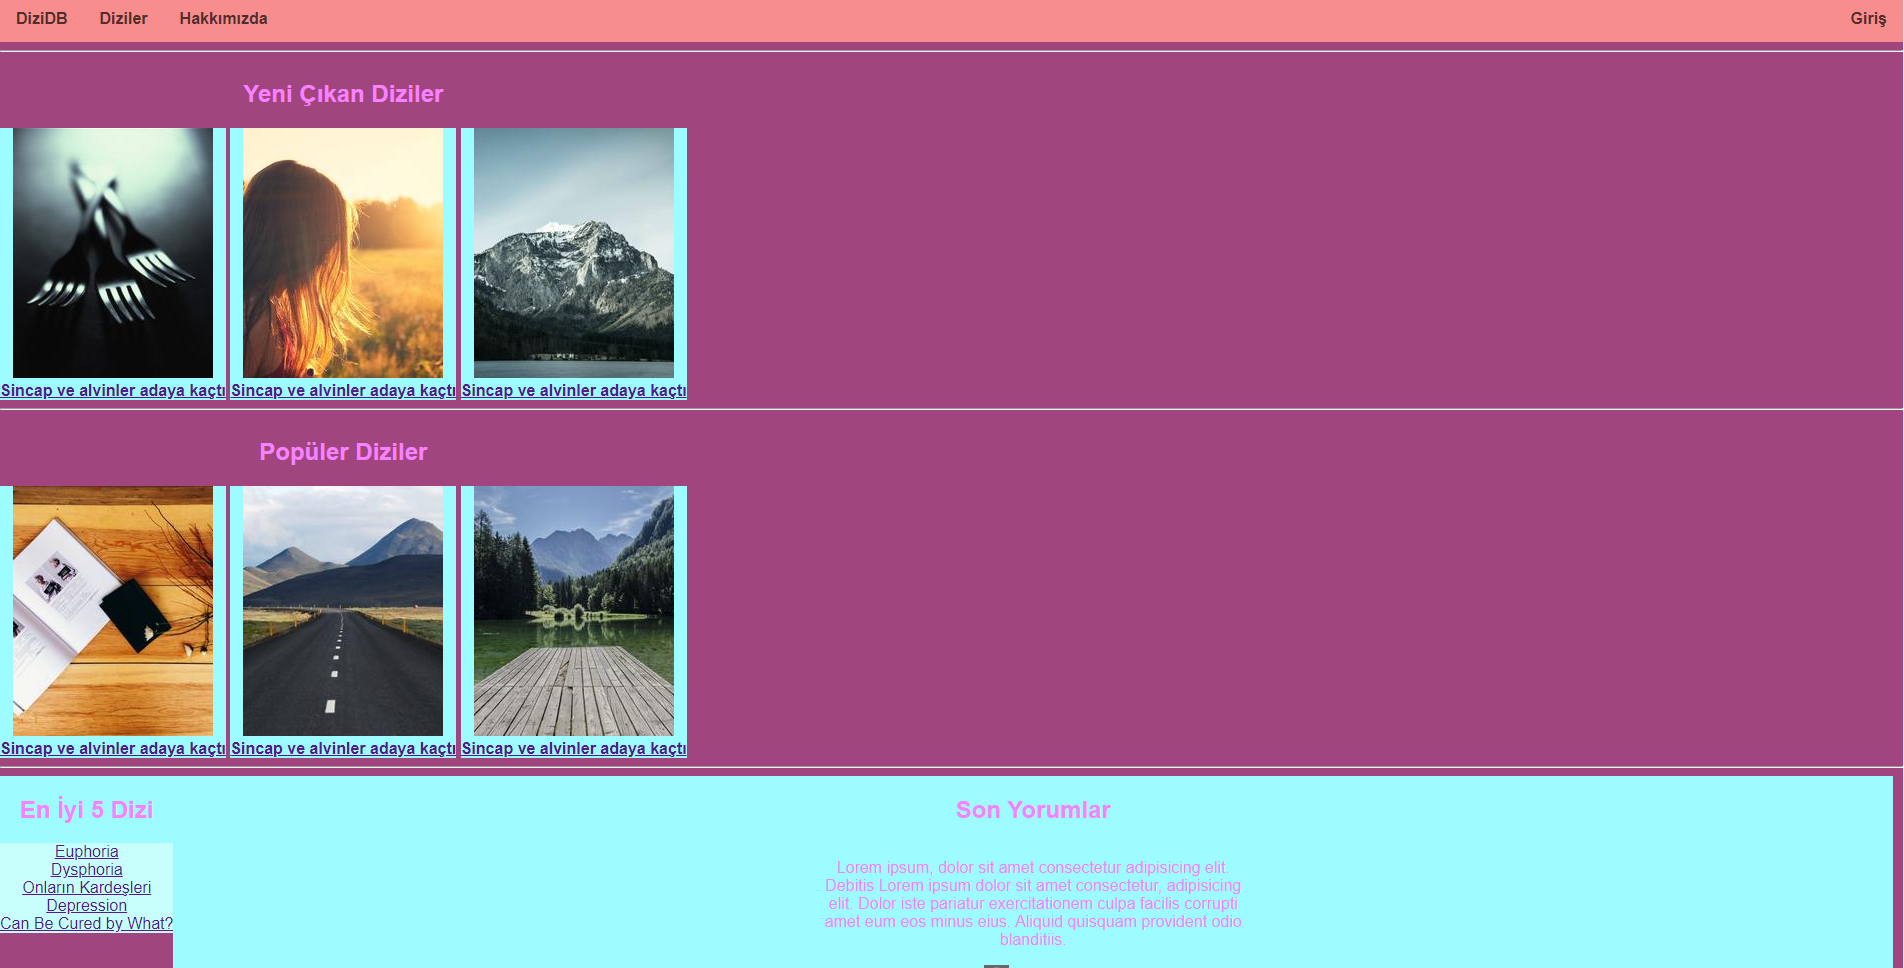 DiziDB Diziler Hakkımızda Giriş
Yeni Çıkan Diziler
Sincap ve alvinler adaya kaçtı Sincap ve alvinler adaya kaçtı Sincap ve alvinler adaya kaçtı
Popüler Diziler
Sincap ve alvinler adaya kaçtı Sincap ve alvinler adaya kaçtı Sincap ve alvinler adaya kaçtı
En İyi 5 Dizi
Euphoria
Dysphoria
Onların Kardeşleri
Depression
Can Be Cured by What?
Son Yorumlar
Lorem ipsum, dolor sit amet consectetur adipisicing elit.
Debitis Lorem ipsum dolor sit amet consectetur, adipisicing
elit. Dolor iste pariatur exercitationem culpa facilis corrupti
amet eum eos minus eius. Aliquid quisquam provident odio
blanditiis.